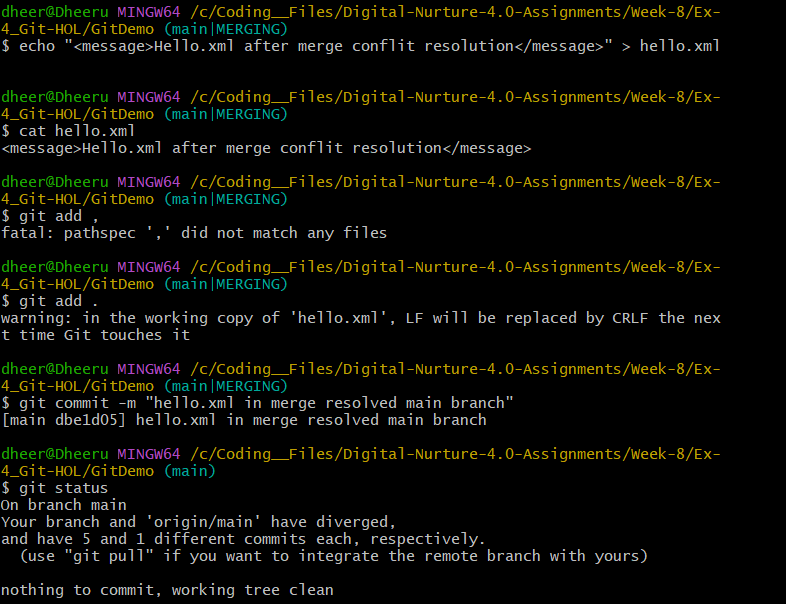 dheer@Dheeru MINGW64 /c/Coding__Files/Digital-Nurture-4.0-Assignments/Week-8/Ex-
4_Git-HOL/GitDemo (main|MERGING)
$ echo "<message>Hello.xml after merge conflit resolution</message>" > hello.xml
dheer@Dheeru MINGW64 /c/Coding__Files/Digital-Nurture-4.0-Assignments/Week-8/Ex-
4_Git-HOL/GitDemo (main|MERGING)
$ cat hello.xml
<message>Hello.xml after merge conflit resolution</message>
dheer@Dheeru MINGW64 /c/Coding__Files/Digital-Nurture-4.0-Assignments/Week-8/Ex-
4_Git-HOL/GitDemo (main|MERGING)
$ git add ,
fatal: pathspec ',' did not match any files
dheer@Dheeru MINGW64 /c/Coding__Files/Digital-Nurture-4.0-Assignments/Week-8/Ex-
4_Git-HOL/GitDemo (main|MERGING)
$ git add .
warning: in the working copy of 'hello.xml', LF will be replaced by CRLF the nex
t time Git touches it
dheer@Dheeru MINGW64 /c/Coding__Files/Digital-Nurture-4.0-Assignments/Week-8/Ex-
4_Git-HOL/GitDemo (main|MERGING)
$ git commit -m "hello.xml in merge resolved main branch"
[main dbe1d05] hello.xml in merge resolved main branch
dheer@Dheeru MINGW64 /c/Coding__Files/Digital-Nurture-4.0-Assignments/Week-8/Ex-
4_Git-HOL/GitDemo (main)
$ git status
On branch main
Your branch and 'origin/main' have diverged,
and have 5 and 1 different commits each, respectively.
  (use "git pull" if you want to integrate the remote branch with yours)
nothing to commit, working tree clean